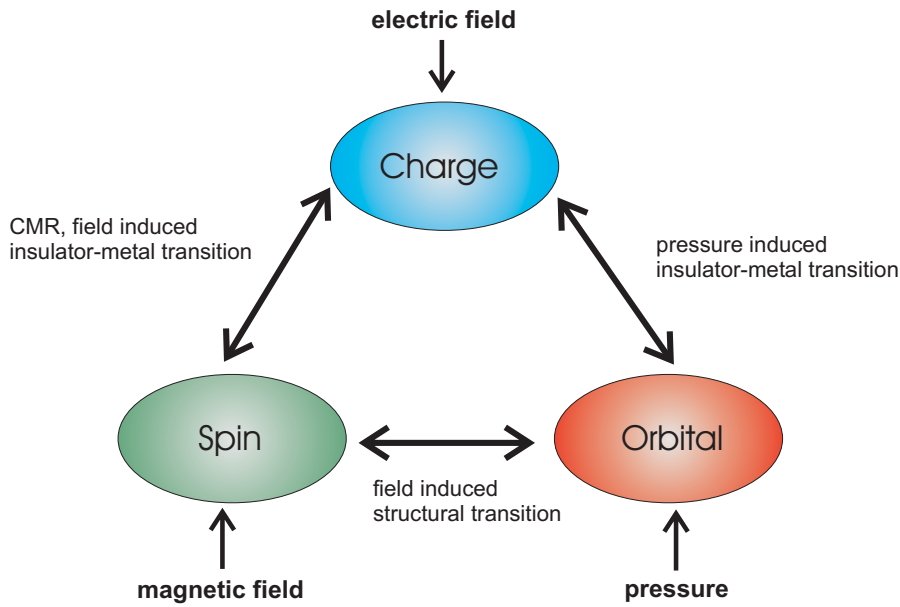 electric field
Charge
CMR, field induced
insulator-metal transition
pressure induced
insulator-metal transition
Spin
Orbital
field induced
structural transition
magnetic field
pressure